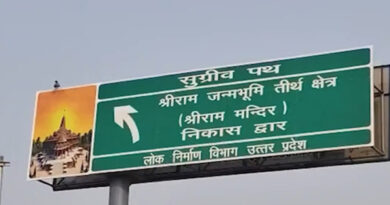 सुग्रीव पथ
श्रीराम जन्मभूमि तीर्थ क्षेत्र
(श्रीराम मन्दिर)
निकास द्वार
लोक निर्माण विभाग उत्तर प्रदेश